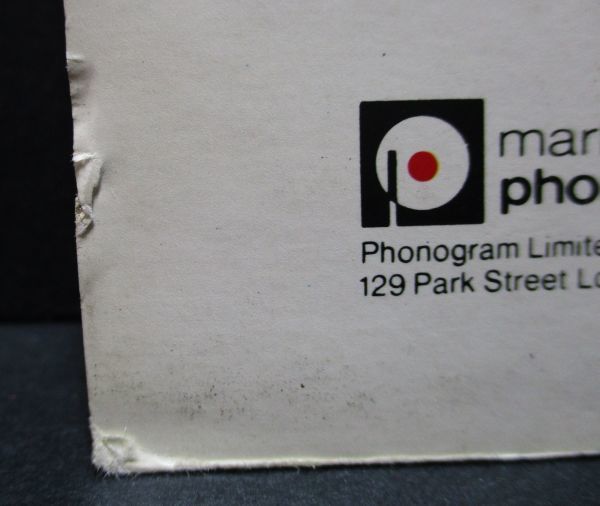 mar
pho
Phonogram Limite
129 Park Street Lo